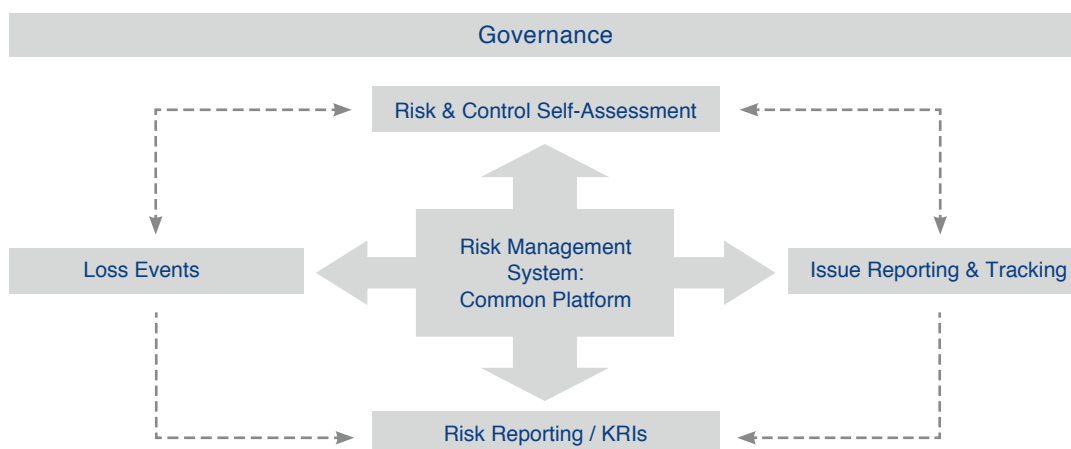 Governance
Risk & Control Self-Assessment
Loss Events
Risk Management
System:
Common Platform
Issue Reporting & Tracking
Risk Reporting / KRIs